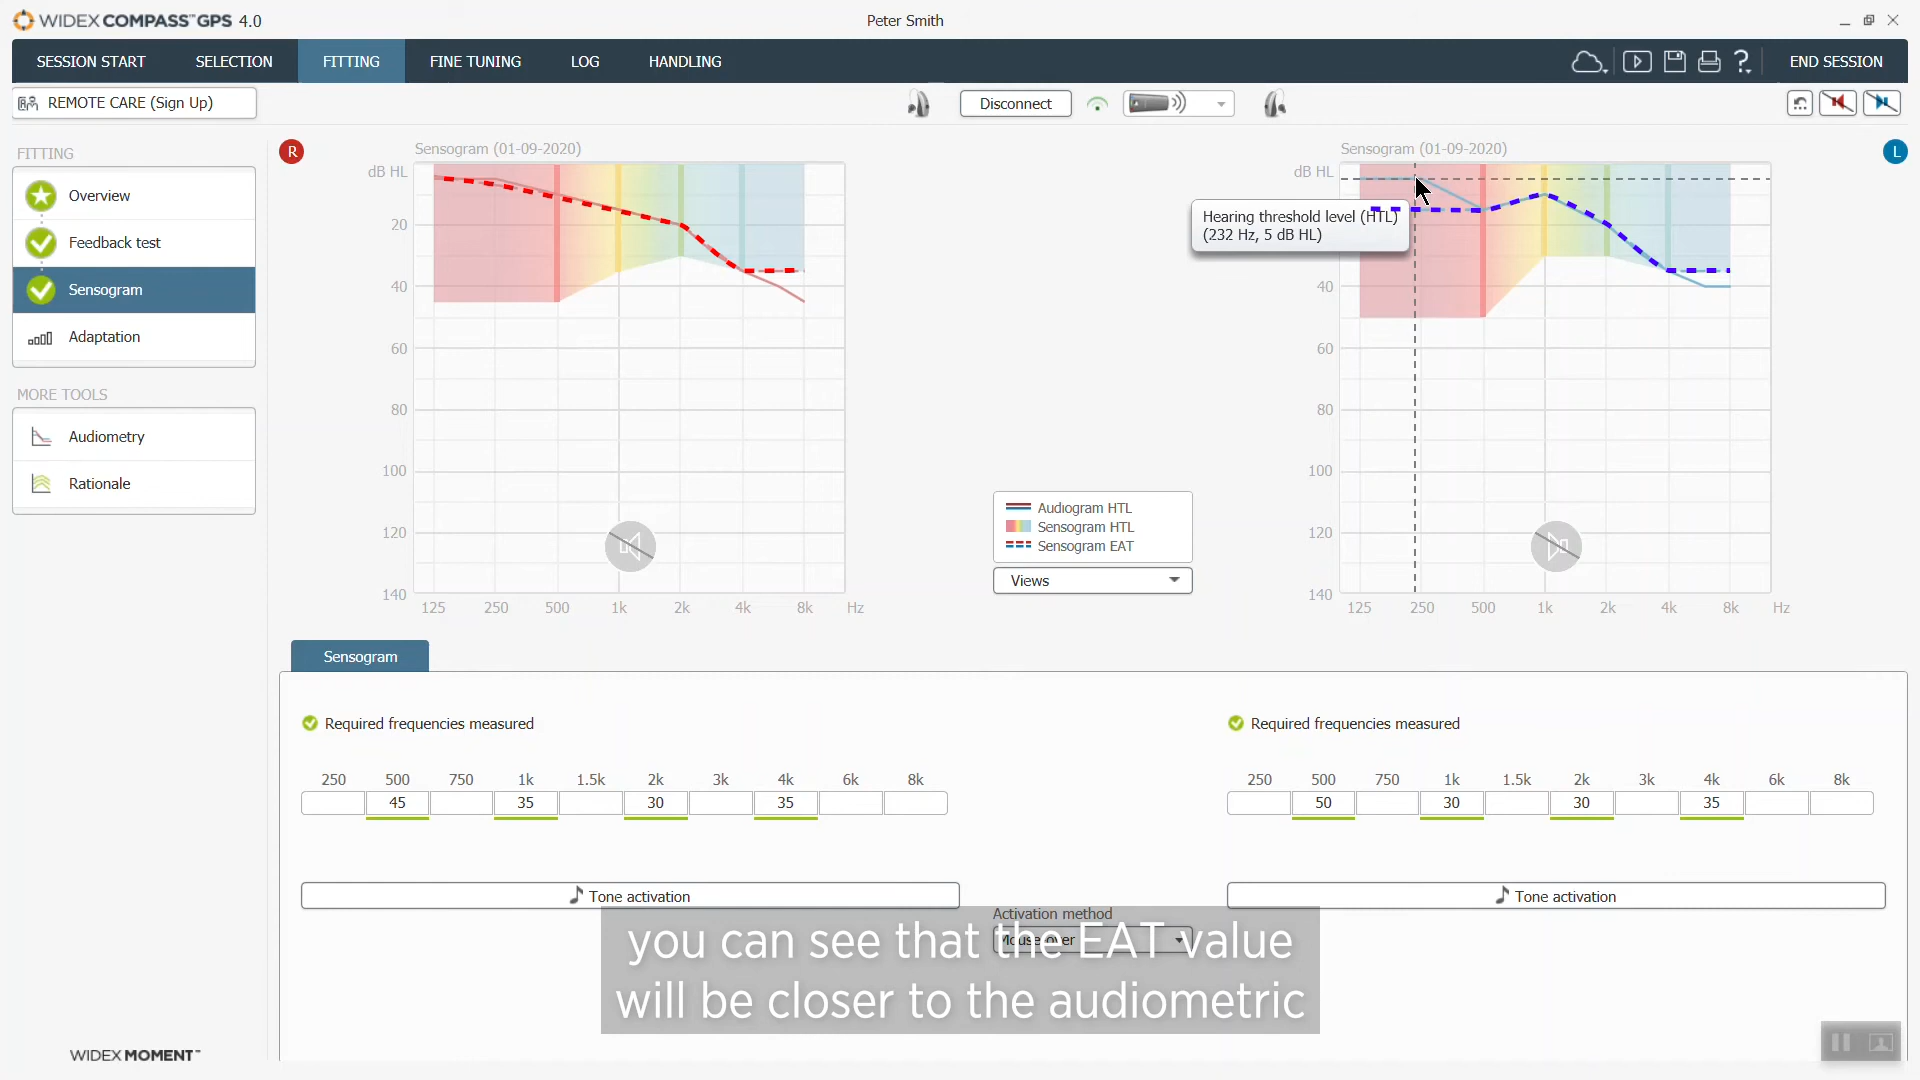 WIDEX COMPASS™ GPS 4.0
Peter Smith
SESSION START SELECTION FITTING FINE TUNING LOG HANDLING END SESSION
REMOTE CARE (Sign Up)
Disconnect
FITTING
Overview
Feedback test
Sensogram
Adaptation
MORE TOOLS
Audiometry
Rationale
R
Sensogram (01-09-2020)
dB HL
20
40
60
80
100
120
140
125 250 500 1k 2k 4k 8k Hz
Audiogram HTL
Sensogram HTL
Sensogram EAT
Views
L
Sensogram (01-09-2020)
dB HL
Hearing threshold level (HTL)
(232 Hz, 5 dB HL)
40
60
80
100
120
140
125 250 500 1k 2k 4k 8k Hz
Sensogram
Required frequencies measured
250 500 750 1k 1.5k 2k 3k 4k 6k 8k
45 35 30 35
Tone activation
Required frequencies measured
250 500 750 1k 1.5k 2k 3k 4k 6k 8k
50 30 30 35
Tone activation
Activation method
Mouse over
you can see that the EAT value
will be closer to the audiometric
WIDEX MOMENT™